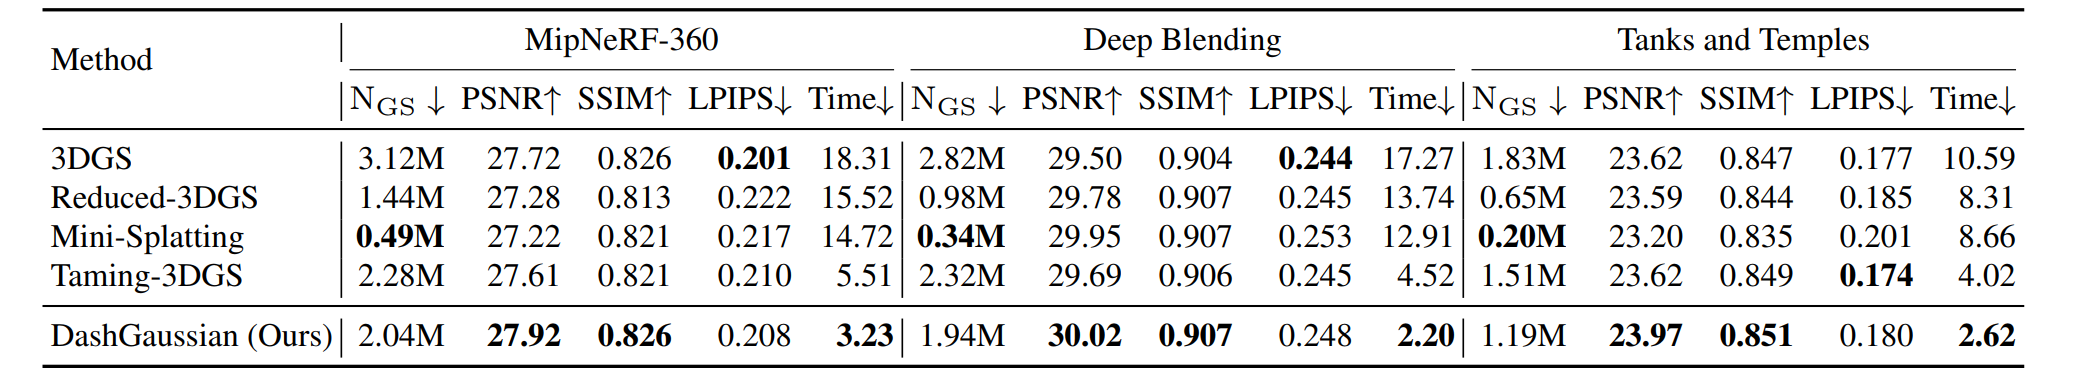 Method MipNeRF-360 Deep Blending Tanks and Temples
N_GS ↓ PSNR↑ SSIM↑ LPIPS↓ Time↓ N_GS ↓ PSNR↑ SSIM↑ LPIPS↓ Time↓ N_GS ↓ PSNR↑ SSIM↑ LPIPS↓ Time↓
3DGS 3.12M 27.72 0.826 0.201 18.31 2.82M 29.50 0.904 0.244 17.27 1.83M 23.62 0.847 0.177 10.59
Reduced-3DGS 1.44M 27.28 0.813 0.222 15.52 0.98M 29.78 0.907 0.245 13.74 0.65M 23.59 0.844 0.185 8.31
Mini-Splatting 0.49M 27.22 0.821 0.217 14.72 0.34M 29.95 0.907 0.253 12.91 0.20M 23.20 0.835 0.201 8.66
Taming-3DGS 2.28M 27.61 0.821 0.210 5.51 2.32M 29.69 0.906 0.245 4.52 1.51M 23.62 0.849 0.174 4.02
DashGaussian (Ours) 2.04M 27.92 0.826 0.208 3.23 1.94M 30.02 0.907 0.248 2.20 1.19M 23.97 0.851 0.180 2.62